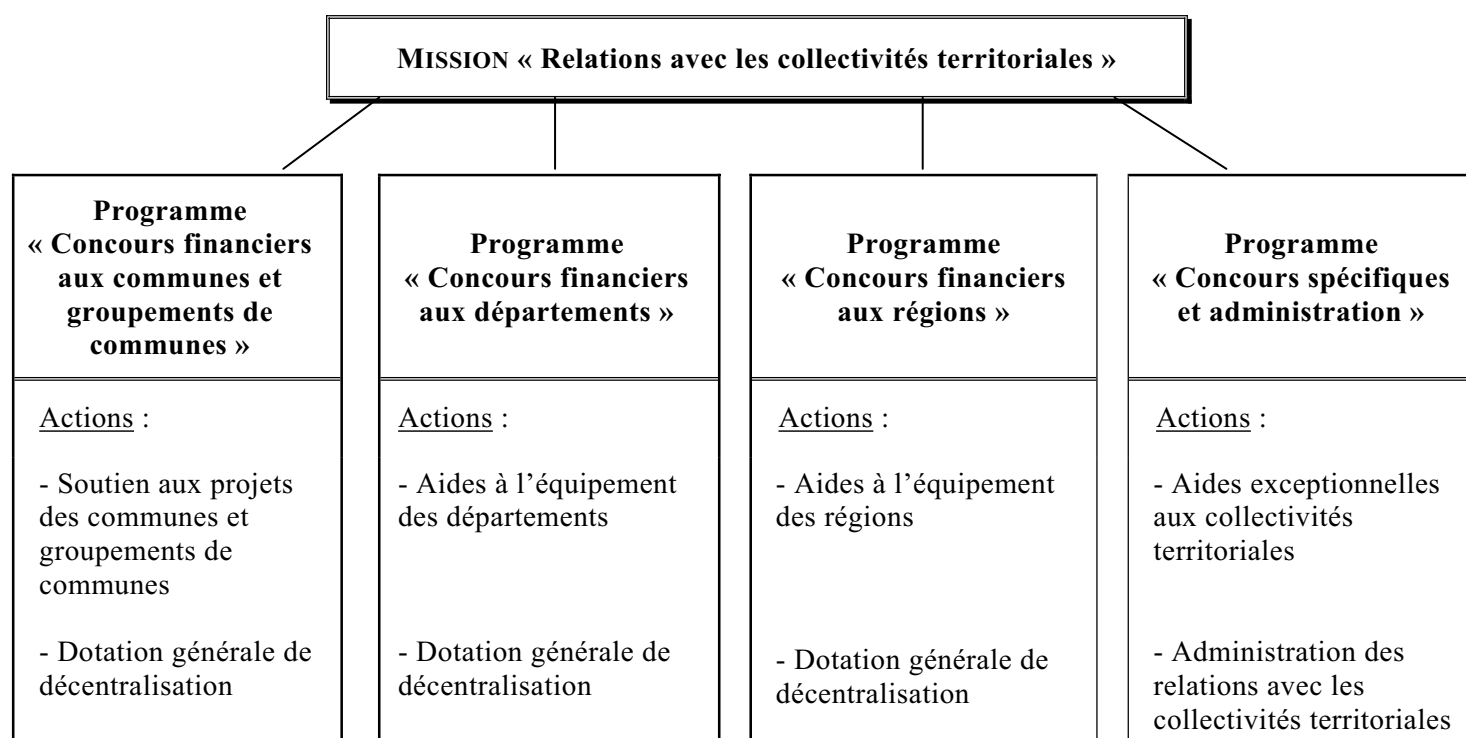 MISSION « Relations avec les collectivités territoriales »
Programme
« Concours financiers
aux communes et
groupements de
communes »
Actions :
- Soutien aux projets
des communes et
groupements de
communes
- Dotation générale de
décentralisation
Programme
« Concours financiers
aux départements »
Actions :
- Aides à l’équipement
des départements
- Dotation générale de
décentralisation
Programme
« Concours financiers
aux régions »
Actions :
- Aides à l’équipement
des régions
- Dotation générale de
décentralisation
Programme
« Concours spécifiques
et administration »
Actions :
- Aides exceptionnelles
aux collectivités
territoriales
- Administration des
relations avec les
collectivités territoriales